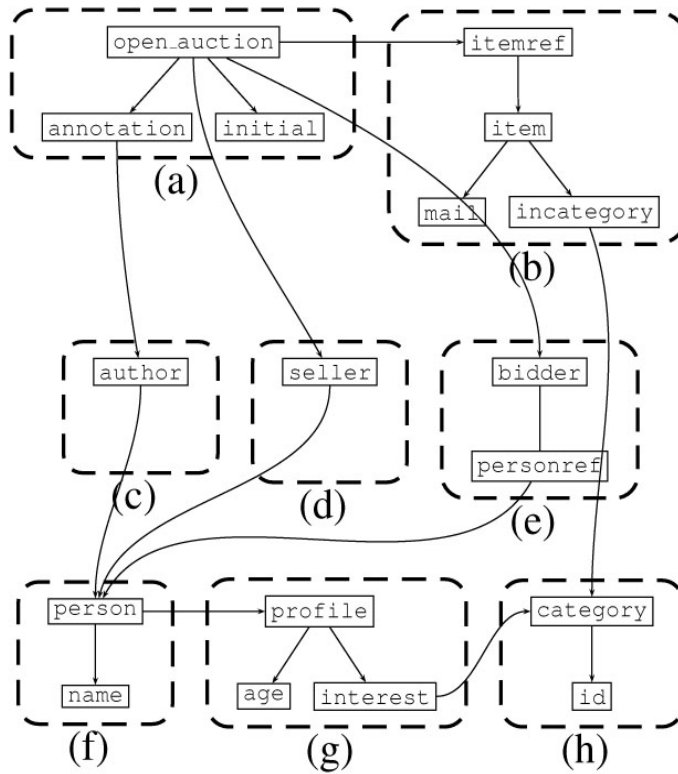 open_auction
itemref
annotation
initial
item
(a)
mail
incategory
(b)
author
seller
bidder
personref
(c)
(d)
(e)
person
profile
category
name
age
interest
id
(f)
(g)
(h)